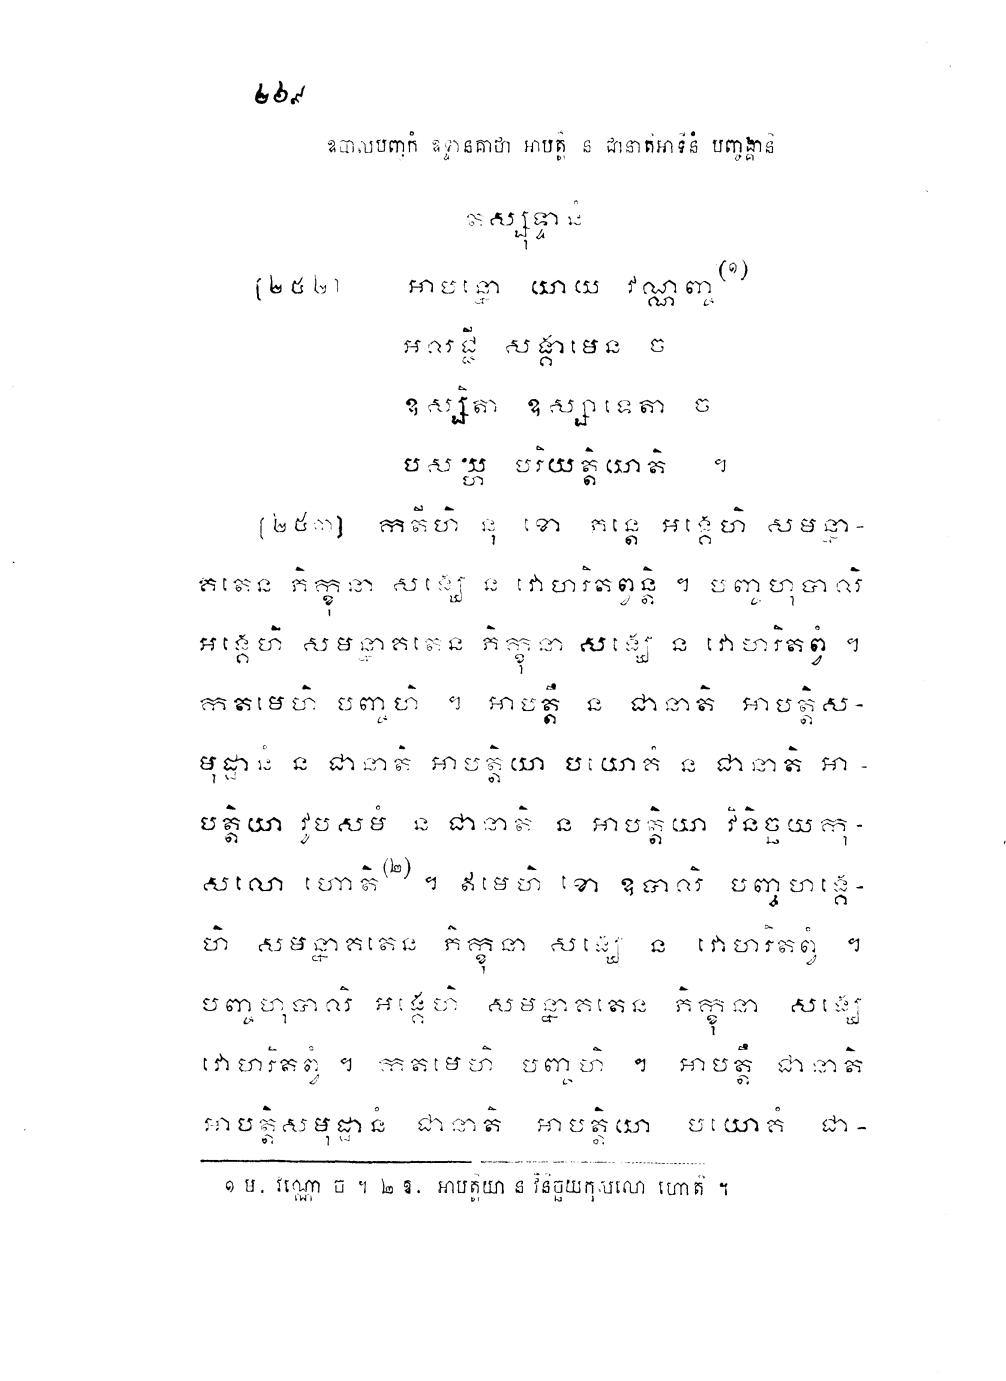 ២៦៩
ឧបាលបញ្ចកំ ឧទ្ទានគាថា អាបត្តឹ ន ជានាតិអាទីនំ បញ្ចង្គានិ
តស្សុទ្ទានំ
[២៥២] អាបន្នោ យាយ វណ្ណញ្ច(១)
អលជ្ជី សង្គាមេន ច
ឧស្សិតា ឧស្សាទេតា ច
បសយ្ហ បរិយត្តិយោតិ ។
[២៥៣] កតីហិ នុ ខោ ភន្តេ អង្គេហិ សមន្នា-
គតេន ភិក្ខុនា សង្ឃេ ន វោហរិតព្វន្តិ ។ បញ្ចហុបាលិ
អង្គេហិ សមន្នាគតេន ភិក្ខុនា សង្ឃេ ន វោហរិតព្វំ ។
កតមេហិ បញ្ចហិ ។ អាបត្តឹ ន ជានាតិ អាបត្តិស-
មុដ្ឋានំ ន ជានាតិ អាបត្តិយា បយោគំ ន ជានាតិ អា-
បត្តិយា វូបសមំ ន ជានាតិ ន អាបត្តិយា វិនិច្ឆយកុ-
សលោ ហោតិ(២) ។ ឥមេហិ ខោ ឧបាលិ បញ្ចហង្គេ-
ហិ សមន្នាគតេន ភិក្ខុនា សង្ឃេ ន វោហរិតព្វំ ។
បញ្ចហុបាលិ អង្គេហិ សមន្នាគតេន ភិក្ខុនា សង្ឃេ
វោហរិតព្វំ ។ កតមេហិ បញ្ចហិ ។ អាបត្តឹ ជានាតិ
អាបត្តិសមុដ្ឋានំ ជានាតិ អាបត្តិយា បយោគំ ជា-
១ ម. វណ្ណោ ច ។ ២ ឧ. អាបត្តិយា ន វិនិច្ឆយកុសលោ ហោតិ ។